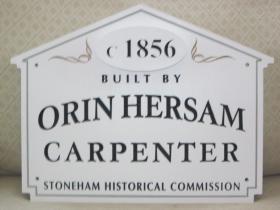 c 1856
BUILT BY
ORIN HERSAM
CARPENTER
STONEHAM HISTORICAL COMMISSION